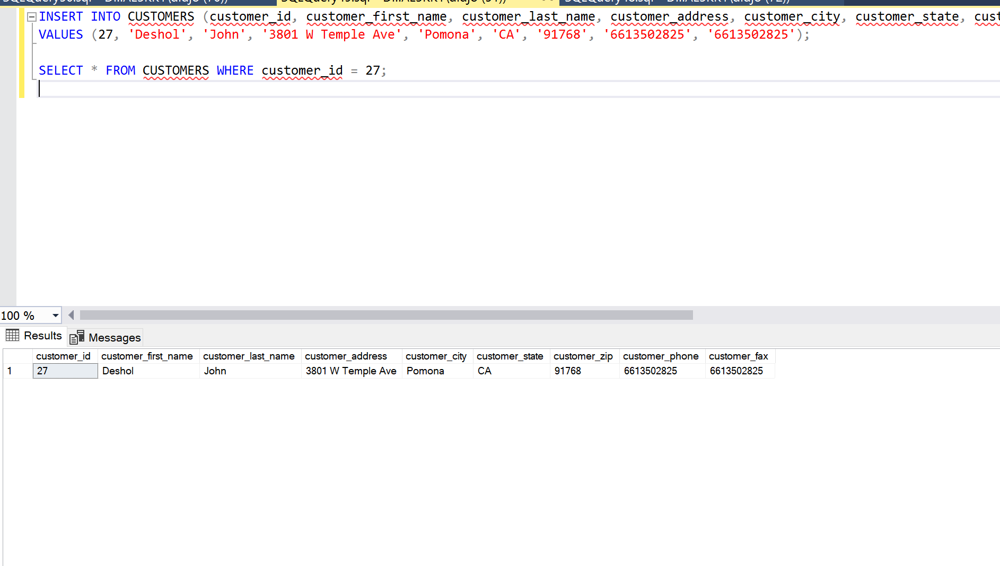 INSERT INTO CUSTOMERS (customer_id, customer_first_name, customer_last_name, customer_address, customer_city, customer_state, cust
VALUES (27, 'Deshol', 'John', '3801 W Temple Ave', 'Pomona', 'CA', '91768', '6613502825', '6613502825');
SELECT * FROM CUSTOMERS WHERE customer_id = 27;
100 %
Results Messages
customer_id customer_first_name customer_last_name customer_address customer_city customer_state customer_zip customer_phone customer_fax
1 27 Deshol John 3801 W Temple Ave Pomona CA 91768 6613502825 6613502825